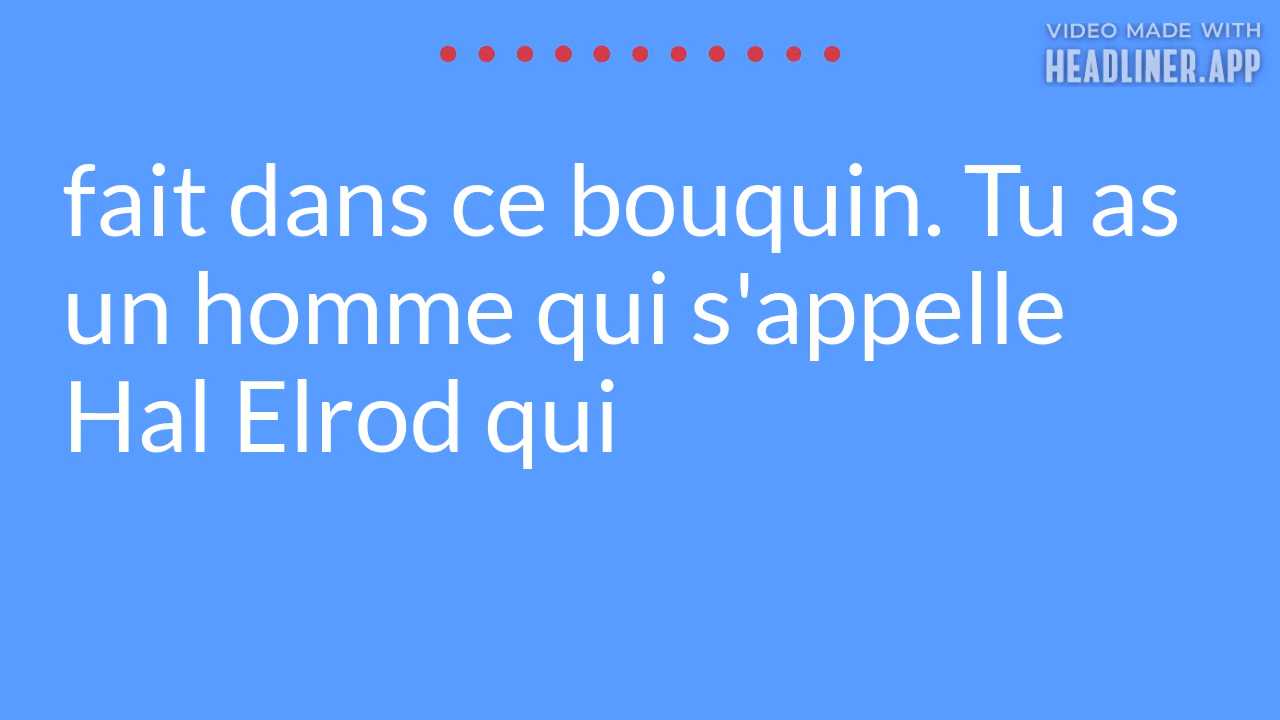 VIDEO MADE WITH
HEADLINER.APP
fait dans ce bouquin. Tu as
un homme qui s'appelle
Hal Elrod qui